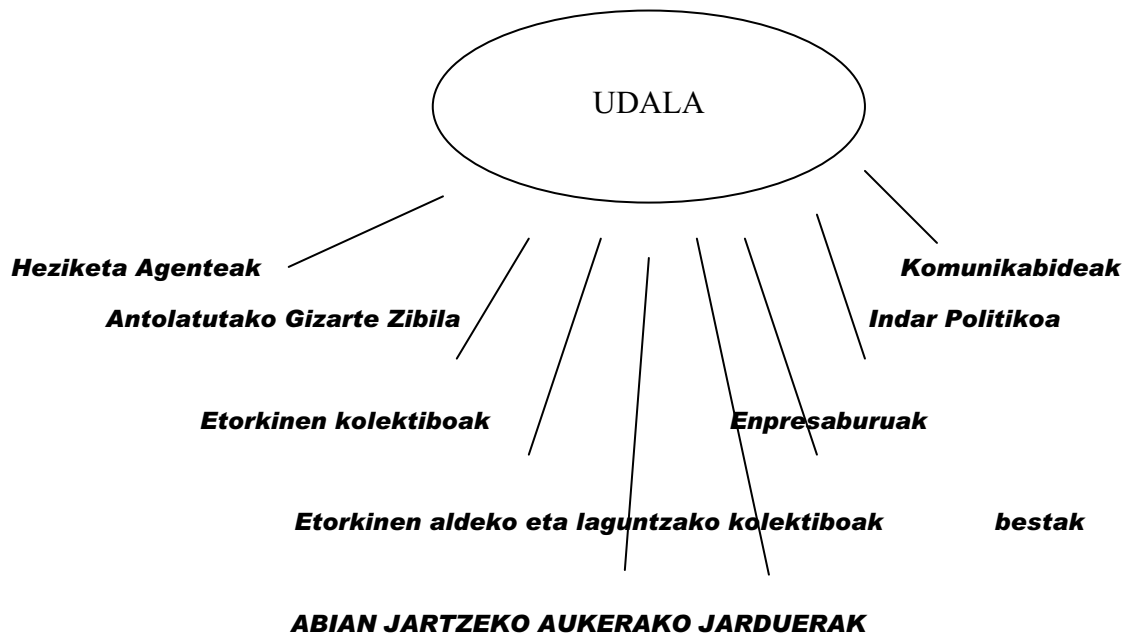 UDALA
Heziketa Agenteak Komunikabideak
Antolatutako Gizarte Zibila Indar Politikoa
Etorkinen kolektiboak Enpresaburuak
Etorkinen aldeko eta laguntzako kolektiboak bestak
ABIAN JARTZEKO AUKERAKO JARDUERAK